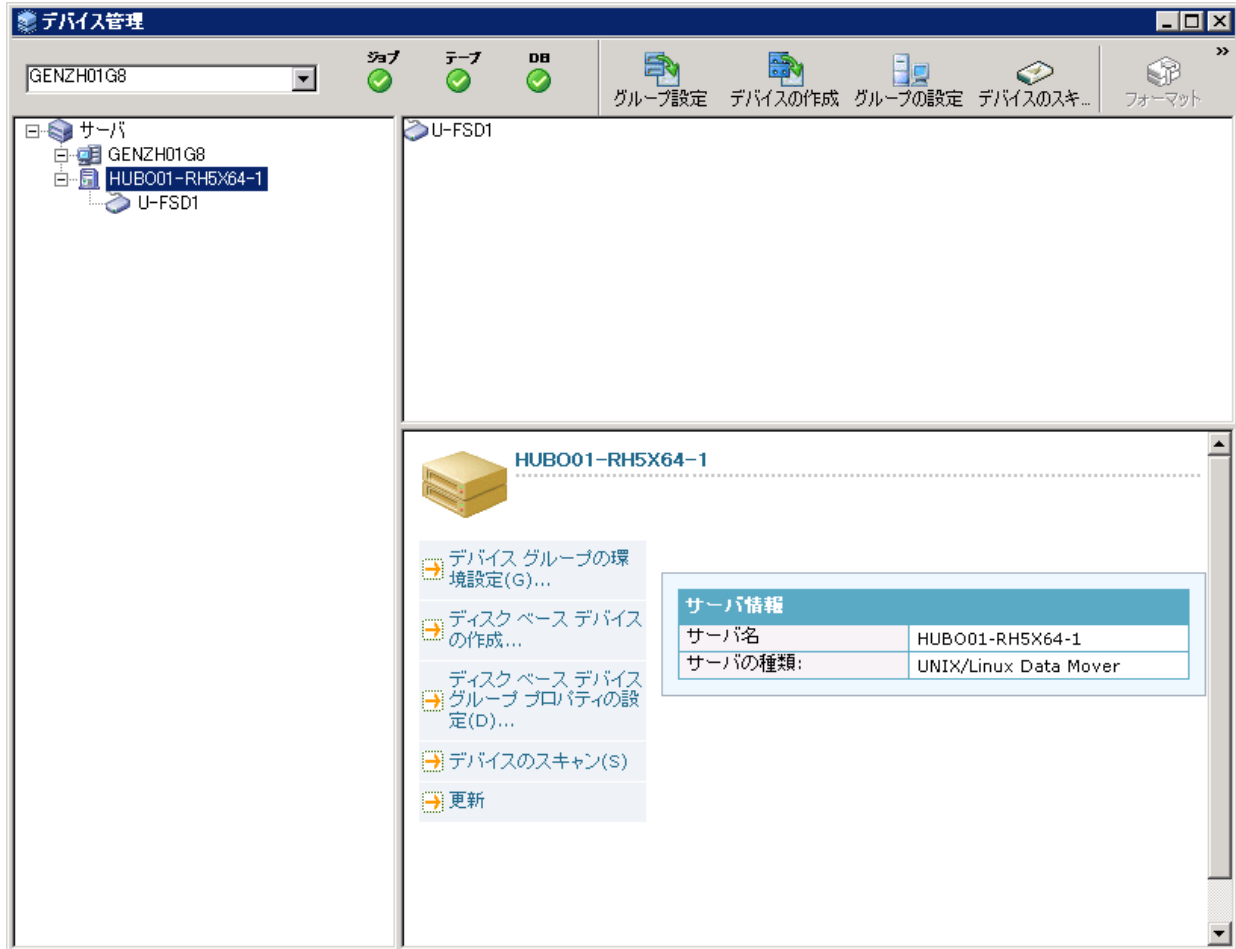 デバイス管理
GENZH01G8
ジョブ
テープ
DB
グループ設定
デバイスの作成
グループの設定
デバイスのスキ...
フォーマット
»
サーバ
GENZH01G8
HUBO01-RH5X64-1
U-FSD1
U-FSD1
HUBO01-RH5X64-1
デバイス グループの環
境設定(G)...
ディスク ベース デバイス
の作成...
ディスク ベース デバイス
グループ プロパティの設
定(D)...
デバイスのスキャン(S)
更新
サーバ情報
サーバ名 HUBO01-RH5X64-1
サーバの種類: UNIX/Linux Data Mover